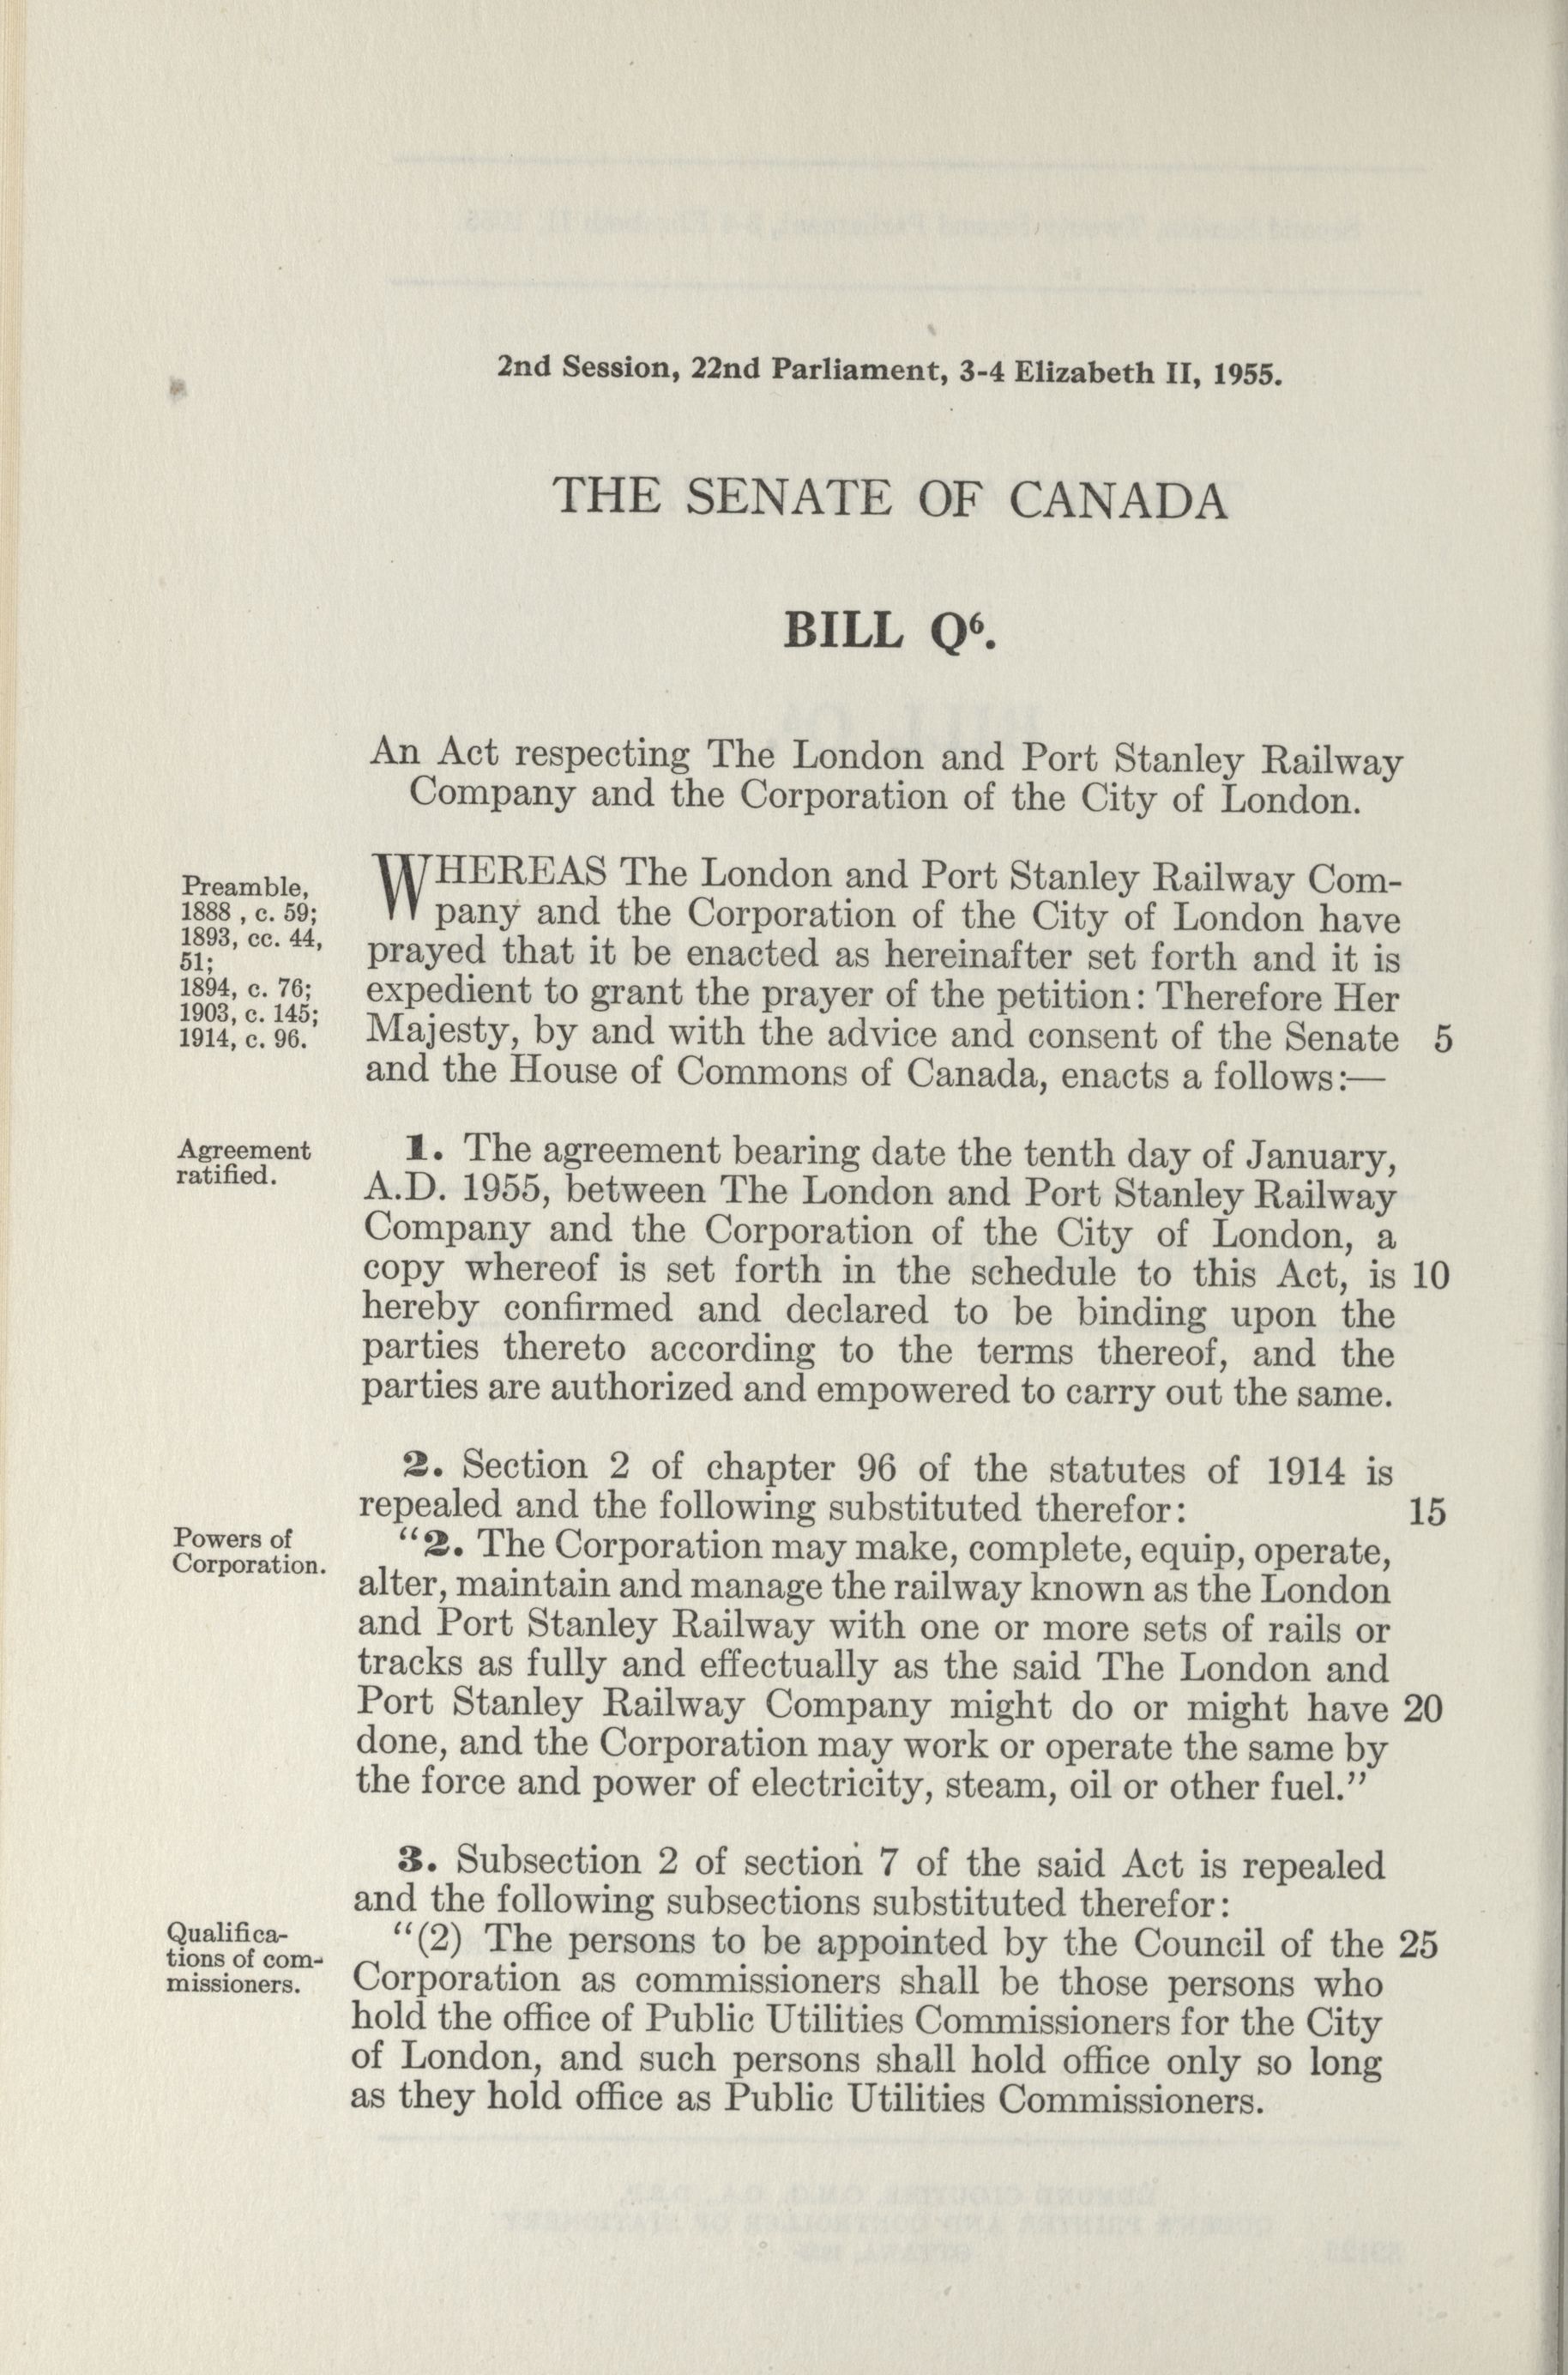 2nd Session, 22nd Parliament, 3-4 Elizabeth II, 1955.
THE SENATE OF CANADA
BILL Q⁶.
An Act respecting The London and Port Stanley Railway
Company and the Corporation of the City of London.
Preamble,
1888 , c. 59;
1893, cc. 44,
51;
1894, c. 76;
1903, c. 145;
1914, c. 96.
WHEREAS The London and Port Stanley Railway Com-
pany and the Corporation of the City of London have
prayed that it be enacted as hereinafter set forth and it is
expedient to grant the prayer of the petition: Therefore Her
Majesty, by and with the advice and consent of the Senate 5
and the House of Commons of Canada, enacts a follows:—
Agreement
ratified.
1. The agreement bearing date the tenth day of January,
A.D. 1955, between The London and Port Stanley Railway
Company and the Corporation of the City of London, a
copy whereof is set forth in the schedule to this Act, is 10
hereby confirmed and declared to be binding upon the
parties thereto according to the terms thereof, and the
parties are authorized and empowered to carry out the same.
2. Section 2 of chapter 96 of the statutes of 1914 is
repealed and the following substituted therefor: 15
Powers of
Corporation.
“2. The Corporation may make, complete, equip, operate,
alter, maintain and manage the railway known as the London
and Port Stanley Railway with one or more sets of rails or
tracks as fully and effectually as the said The London and
Port Stanley Railway Company might do or might have 20
done, and the Corporation may work or operate the same by
the force and power of electricity, steam, oil or other fuel.”
3. Subsection 2 of section 7 of the said Act is repealed
and the following subsections substituted therefor:
Qualifica-
tions of com-
missioners.
“(2) The persons to be appointed by the Council of the 25
Corporation as commissioners shall be those persons who
hold the office of Public Utilities Commissioners for the City
of London, and such persons shall hold office only so long
as they hold office as Public Utilities Commissioners.